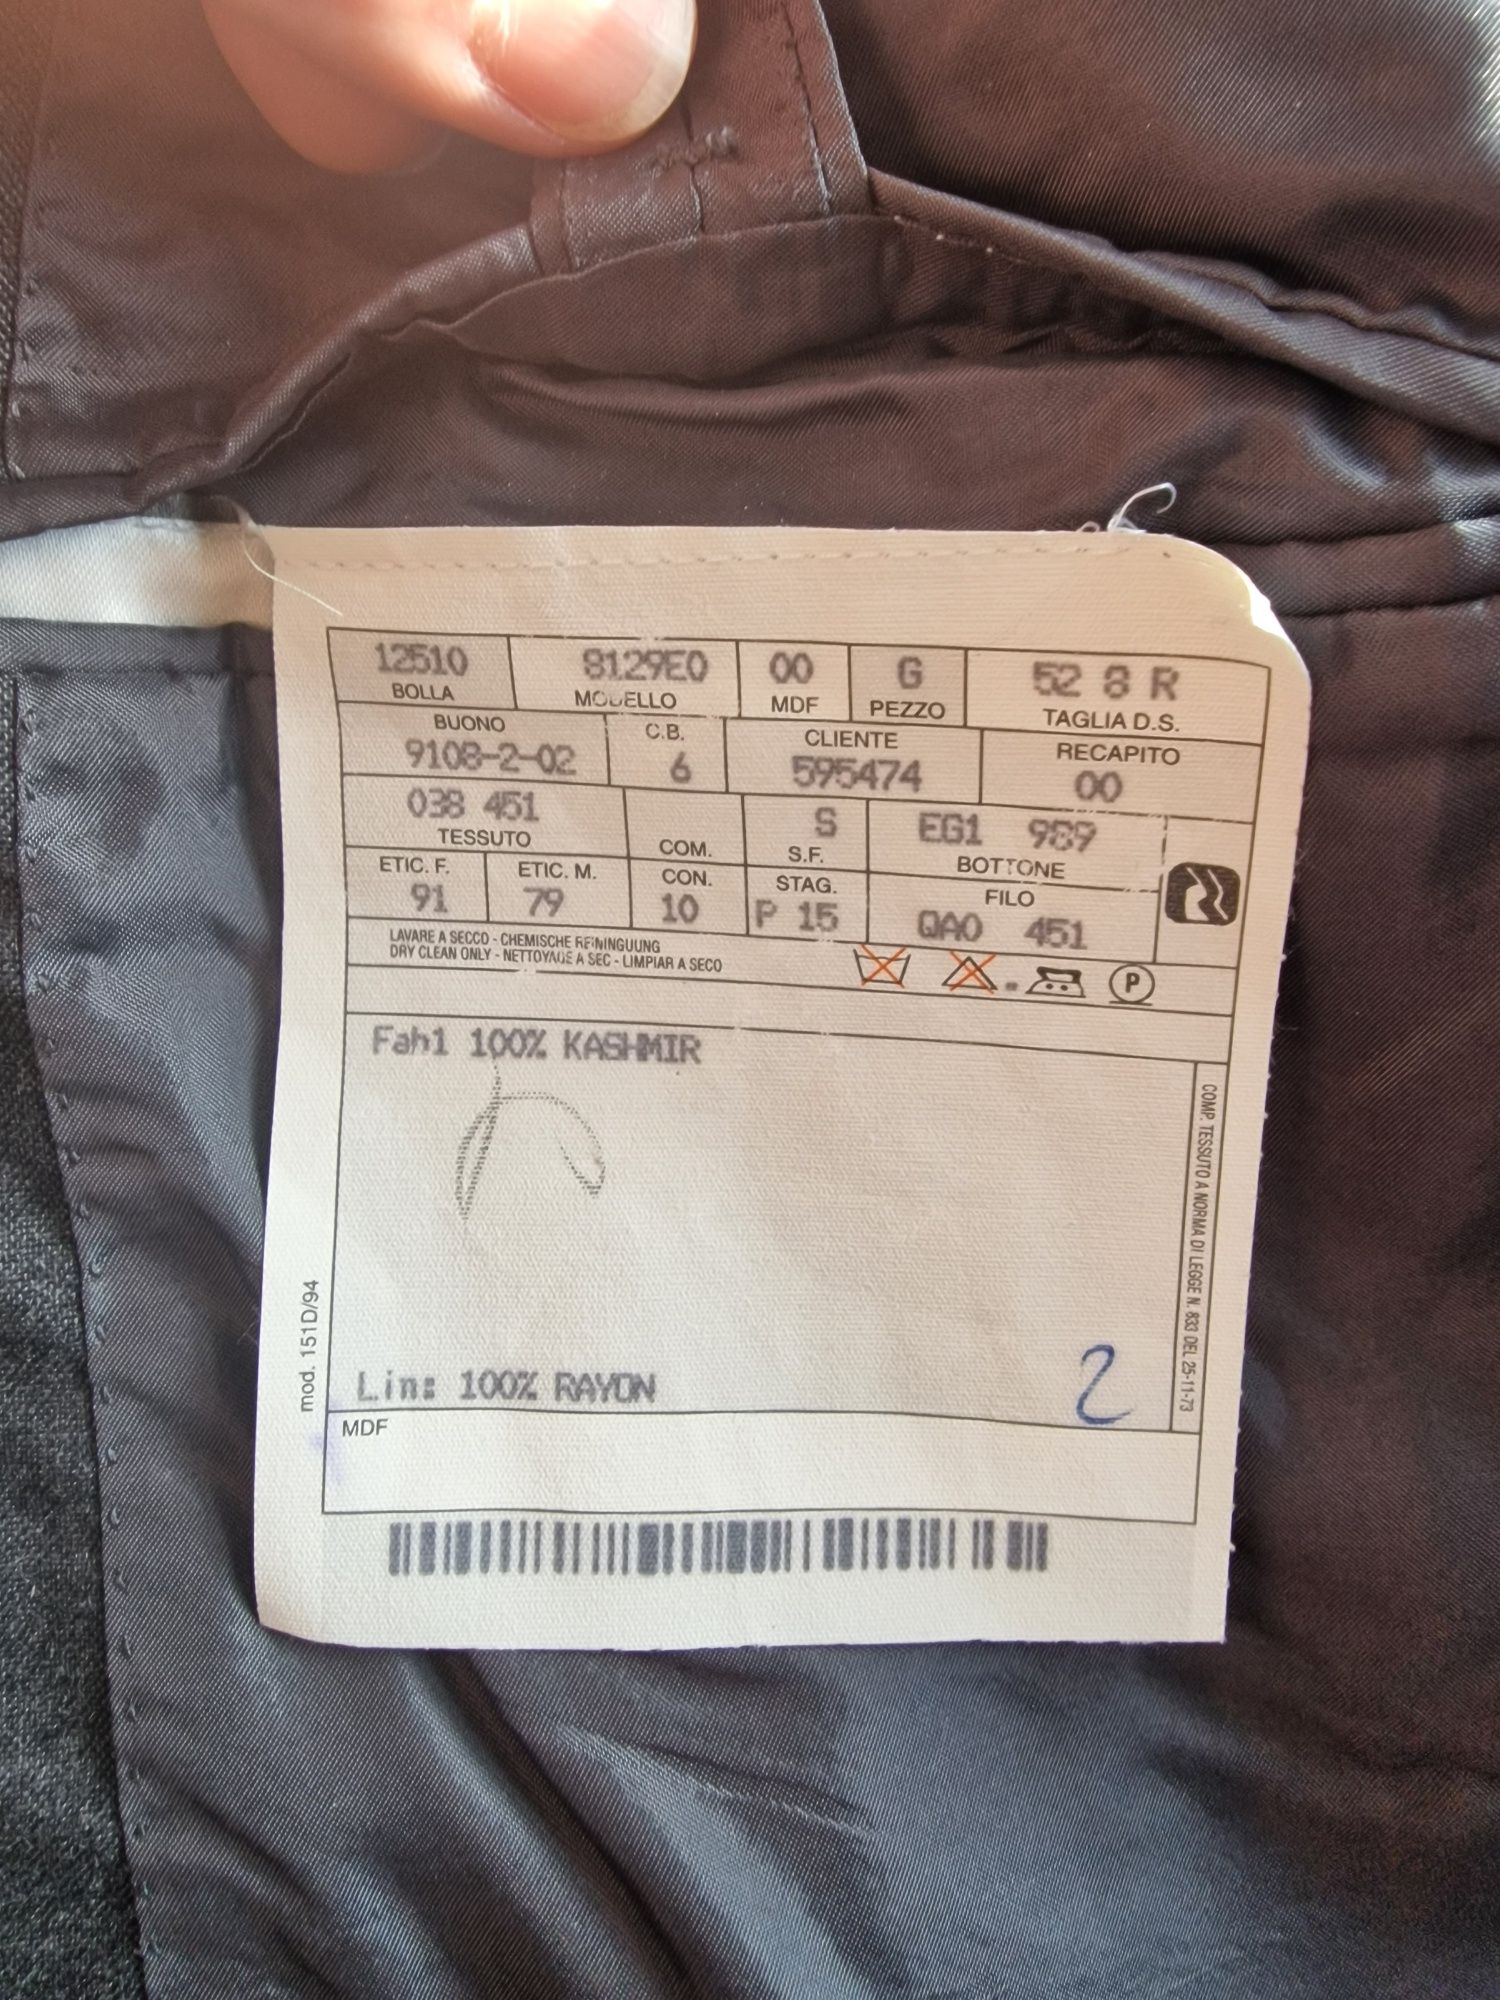 12510 8129E0 00 G 52 8 R
BOLLA MODELLO MDF PEZZO TAGLIA D.S.
BUONO C.B. CLIENTE RECAPITO
9108-2-02 6 595474 00
038 451 S EG1 989
TESSUTO COM. S.F. BOTTONE
ETIC. F. ETIC. M. CON. STAG. FILO
91 79 10 P 15 QA0 451
LAVARE A SECCO - CHEMISCHE REINIGUUNG
DRY CLEAN ONLY - NETTOYAGE A SEC - LIMPIAR A SECO
P
Fah1 100% KASHMIR
COMP. TESSUTO A NORMA DI LEGGE N. 833 DEL 25-11-73
mod. 151D/94
Lin: 100% RAYON
2
MDF